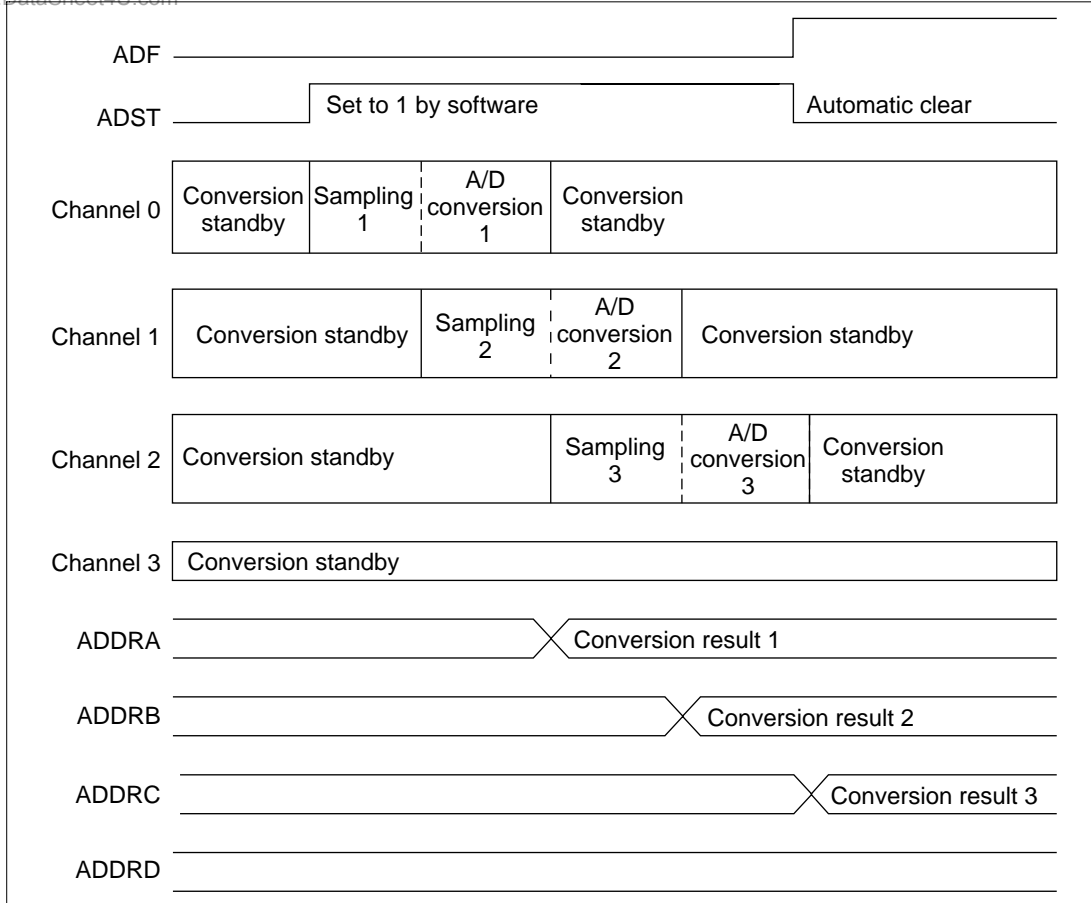 DataSheet4U.com
ADF
ADST
Set to 1 by software
Automatic clear
Channel 0
Conversion
standby
Sampling
1
A/D
conversion
1
Conversion
standby
Channel 1
Conversion standby
Sampling
2
A/D
conversion
2
Conversion standby
Channel 2
Conversion standby
Sampling
3
A/D
conversion
3
Conversion
standby
Channel 3
Conversion standby
ADDRA
Conversion result 1
ADDRB
Conversion result 2
ADDRC
Conversion result 3
ADDRD